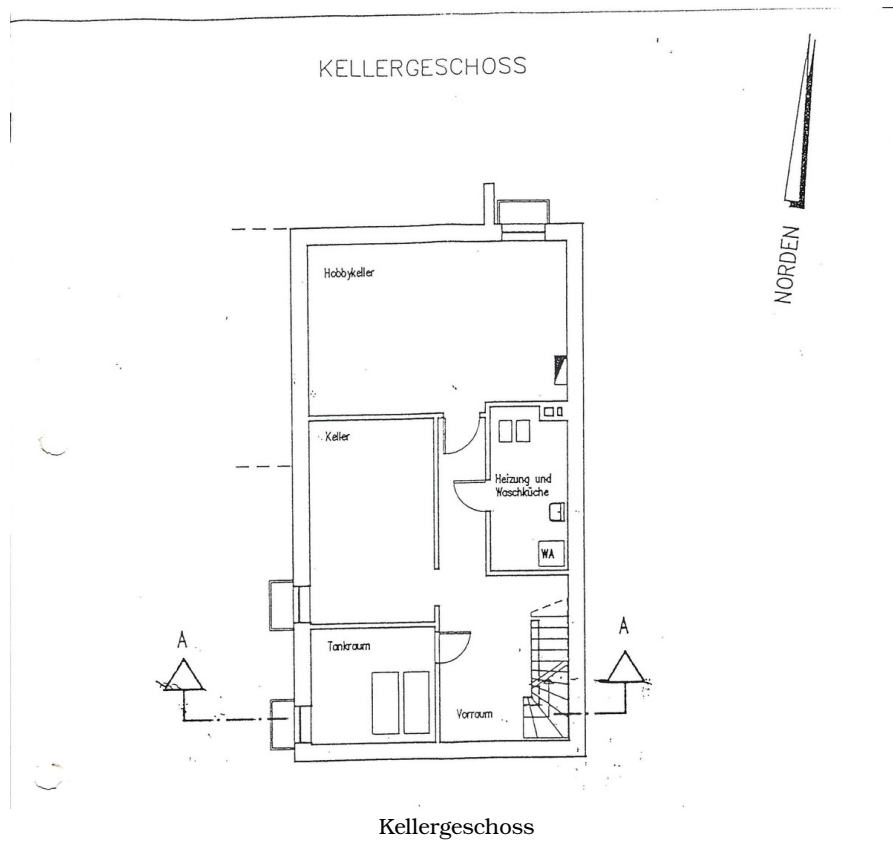 KELLERGESCHOSS
NORDEN
Hobbykeller
Keller
Heizung und
Waschküche
WA
A
Tankraum
A
Vorraum
Kellergeschoss